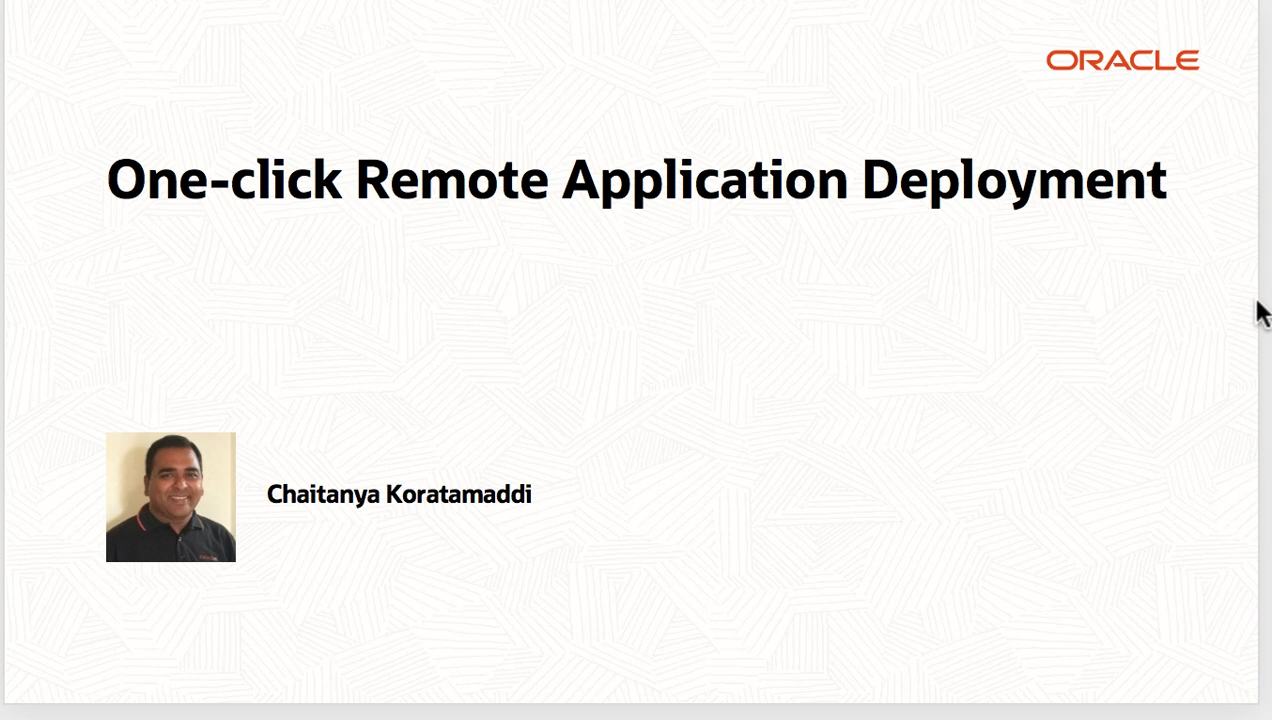 ORACLE
One-click Remote Application Deployment
Chaitanya Koratamaddi